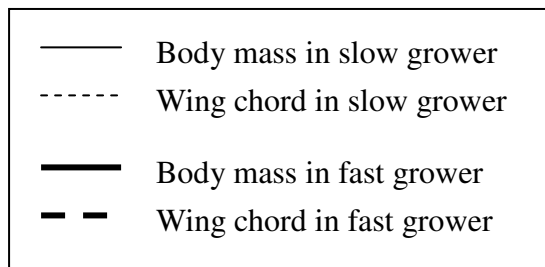 Body mass in slow grower
Wing chord in slow grower
Body mass in fast grower
Wing chord in fast grower